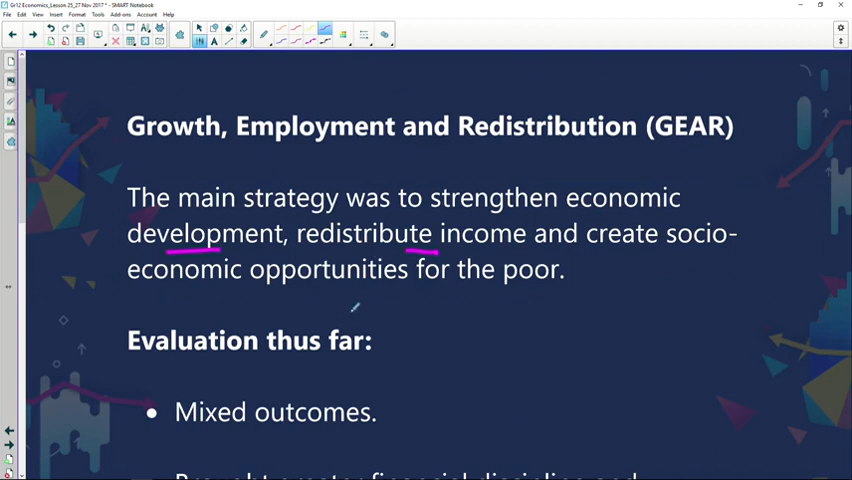 Gr12 Economics_Lesson 25_27 Nov 2017 * - SMART Notebook
File Edit View Insert Format Tools Add-ons Account Help
Growth, Employment and Redistribution (GEAR)
The main strategy was to strengthen economic
development, redistribute income and create socio-
economic opportunities for the poor.
Evaluation thus far:
• Mixed outcomes.